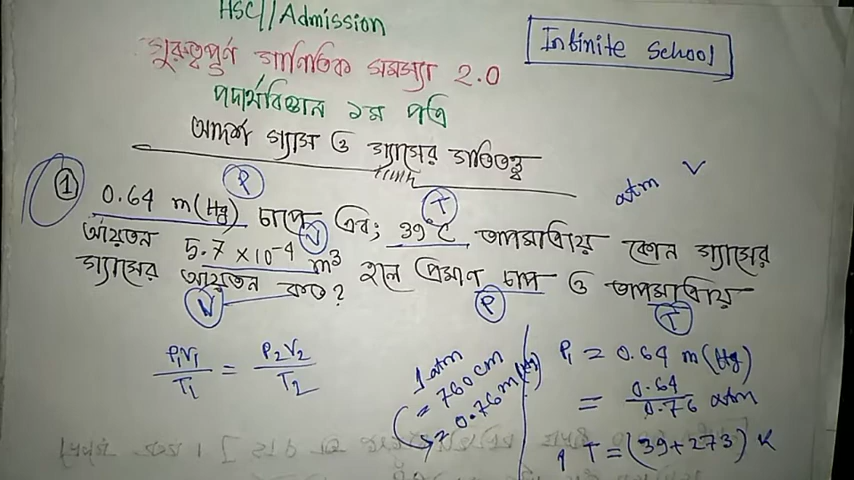 HSC//Admission
Infinite School
গুরুত্বপূর্ণ গাণিতিক সমস্যা 2.0
পদার্থবিজ্ঞান ১ম পত্র
আদর্শ গ্যাস ও গ্যাসের গতিতত্ত্ব
atm V
P T
① 0.64 m(Hg) চাপে এবং 39°C তাপমাত্রায় কোন গ্যাসের
V
আয়তন 5.7 × 10⁻⁴ m³ হলে প্রমাণ চাপ ও তাপমাত্রায়
গ্যাসের আয়তন কত?
V P T
P₁V₁/T₁ = P₂V₂/T₂
1 atm
= 760 cm
= 0.76 m(Hg)
P₁ = 0.64 m(Hg)
= 0.64/0.76 atm
T = (39+273) K